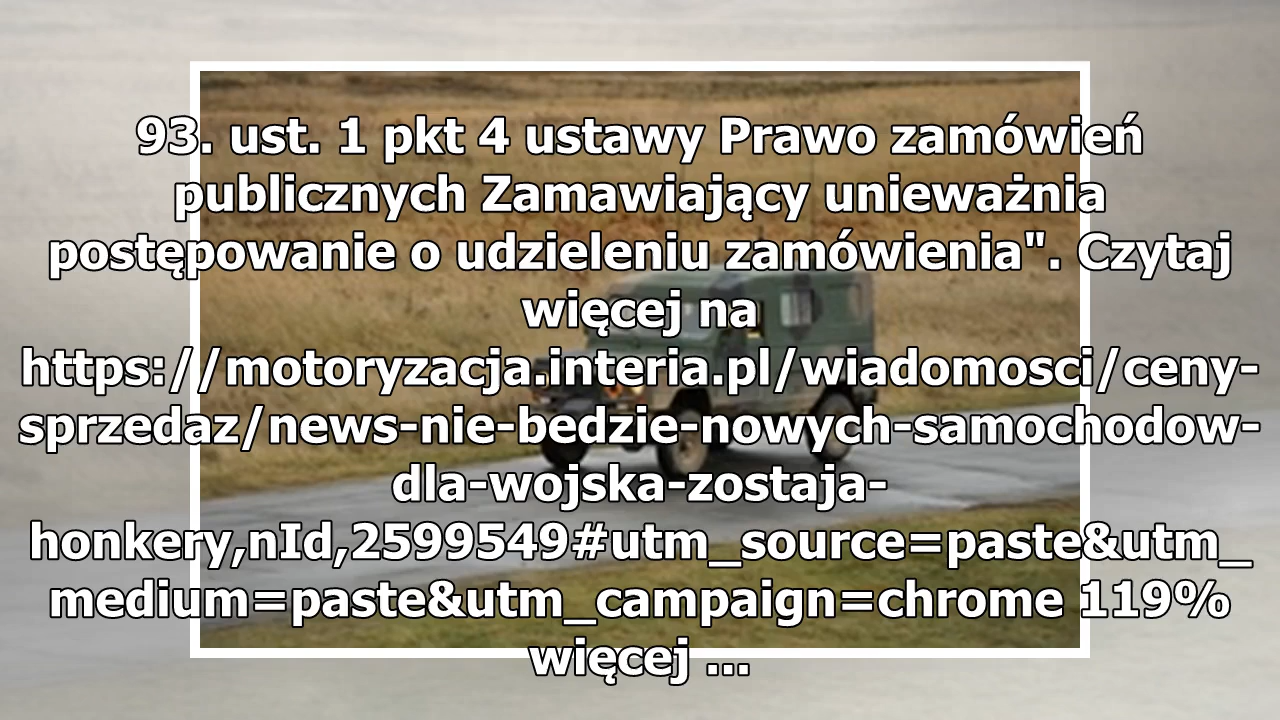 93. ust. 1 pkt 4 ustawy Prawo zamówień
publicznych Zamawiający unieważnia
postępowanie o udzieleniu zamówienia". Czytaj
więcej na
https://motoryzacja.interia.pl/wiadomosci/ceny-
sprzedaz/news-nie-bedzie-nowych-samochodow-
dla-wojska-zostaja-
honkery,nId,2599549#utm_source=paste&utm_
medium=paste&utm_campaign=chrome 119%
więcej ...